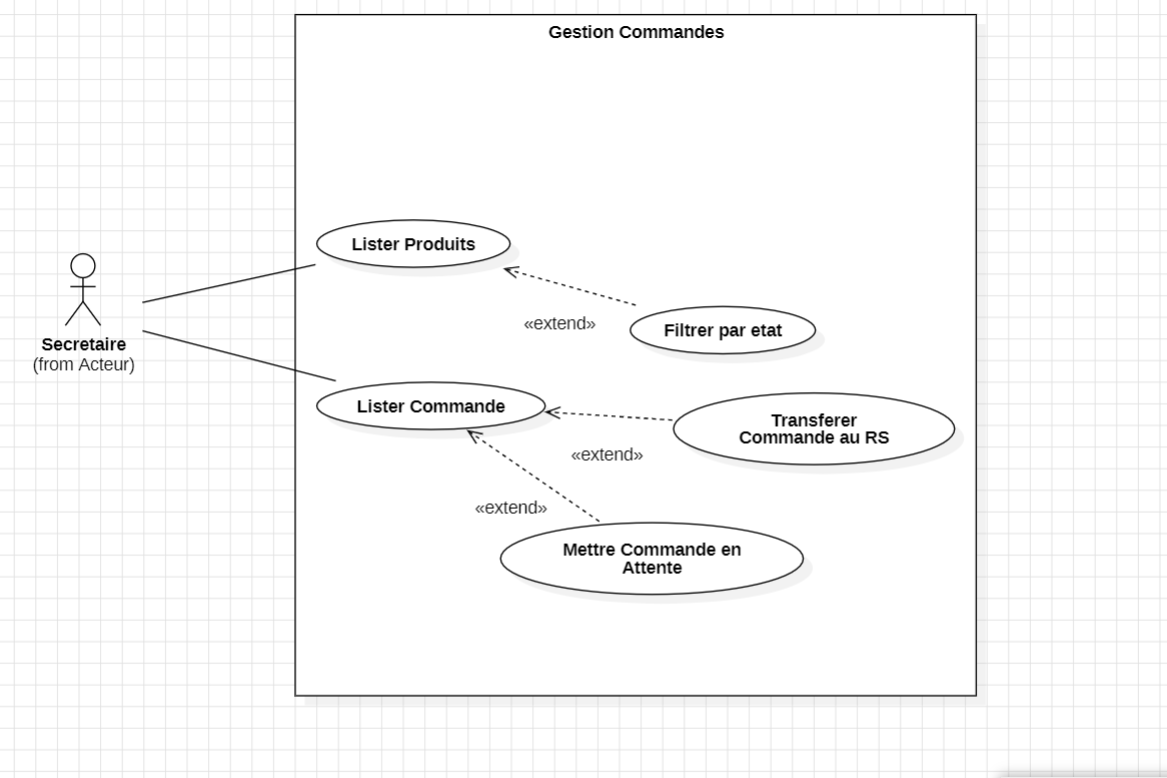 Gestion Commandes
Lister Produits
«extend»
Filtrer par etat
Secretaire
(from Acteur)
Lister Commande
Transferer
Commande au RS
«extend»
«extend»
Mettre Commande en
Attente